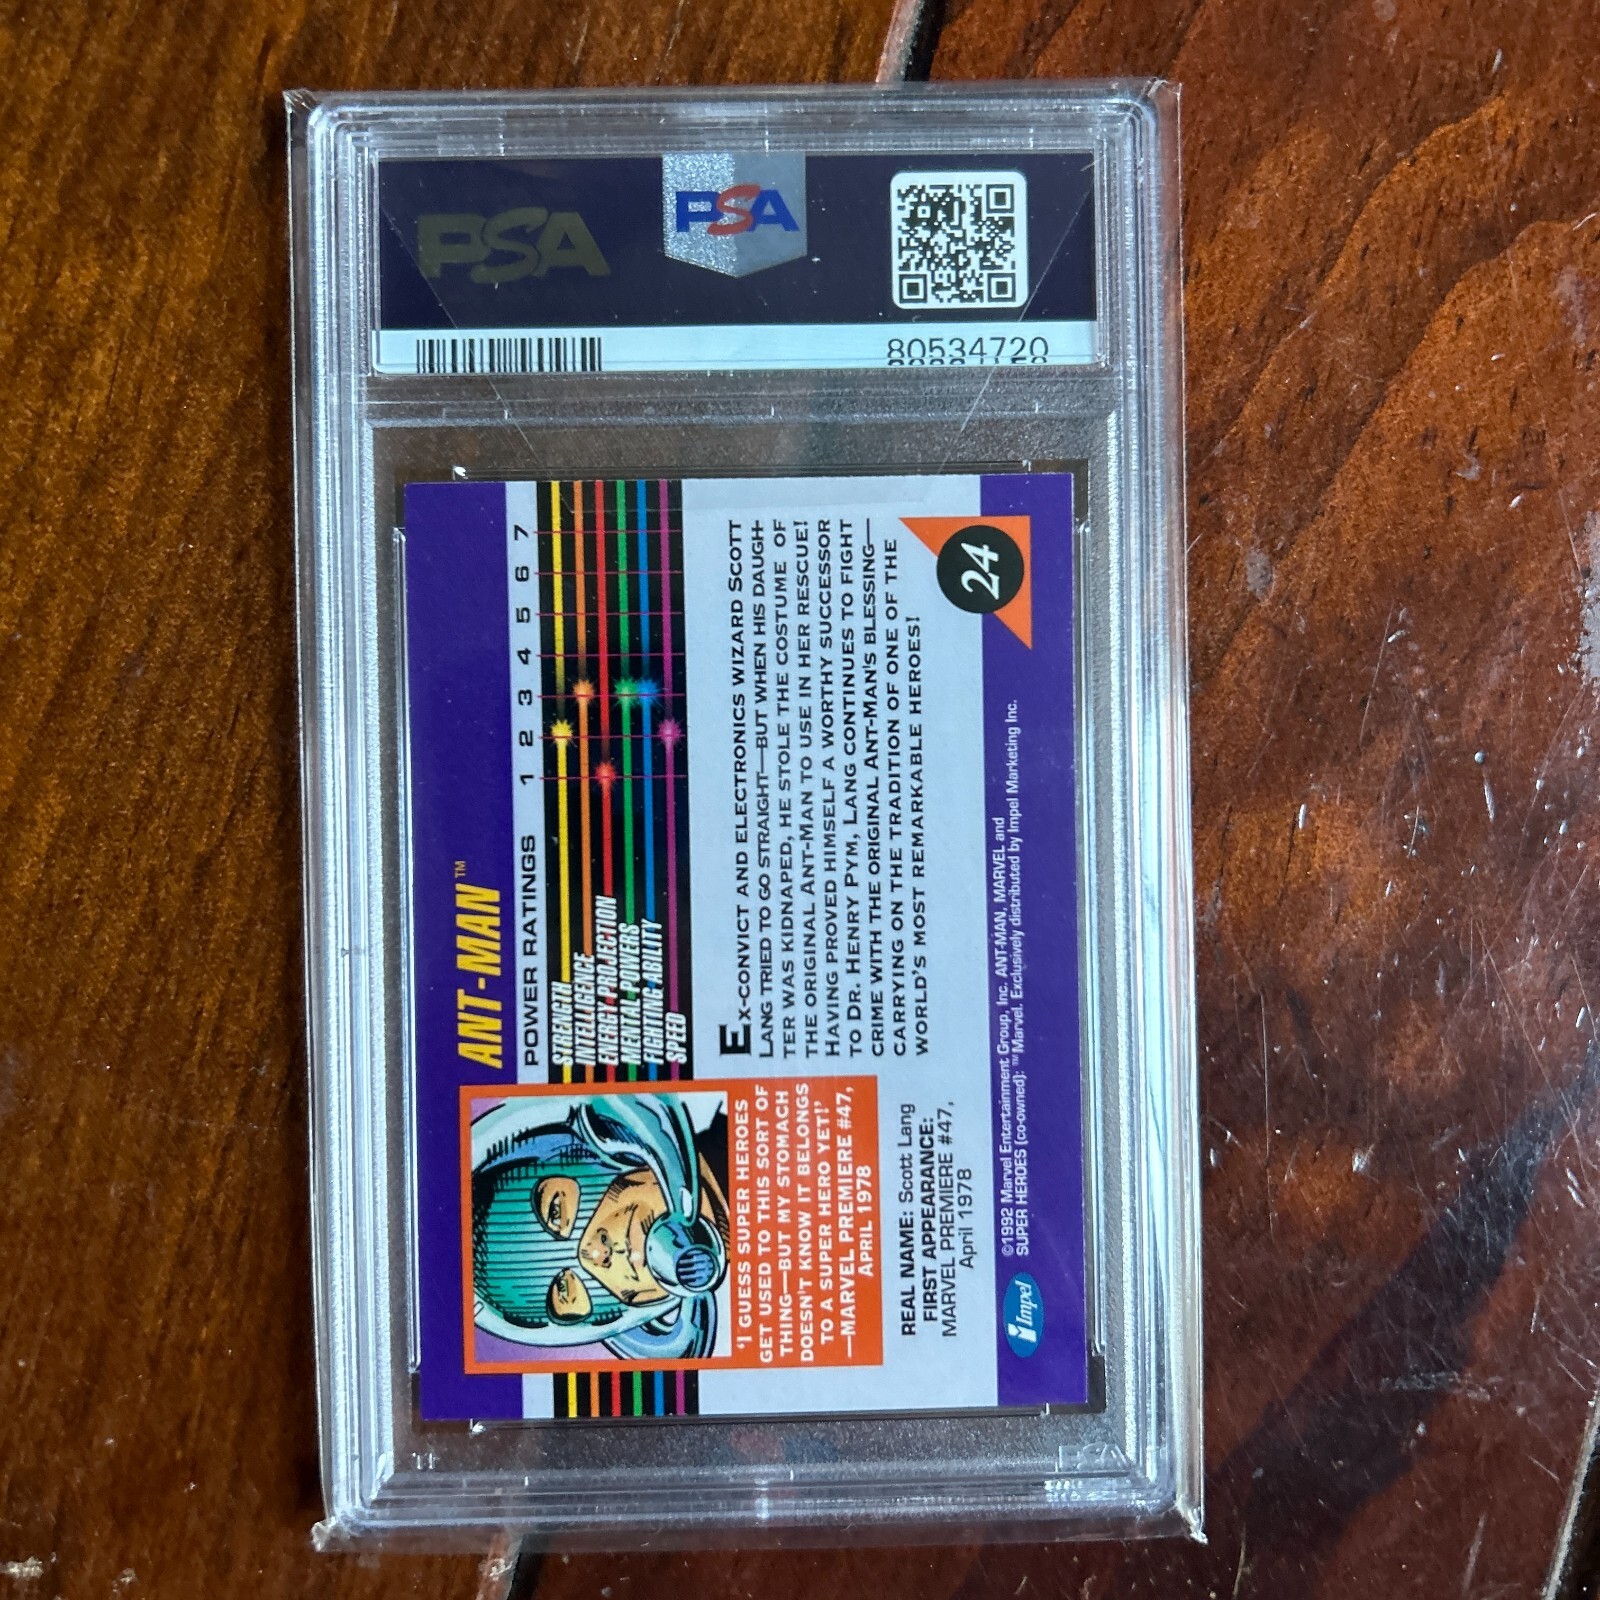 PSA
PSA
80534720
ANT-MAN™
POWER RATINGS 1 2 3 4 5 6 7
STRENGTH
INTELLIGENCE
ENERGY PROJECTION
MENTAL POWERS
FIGHTING ABILITY
SPEED
'I GUESS SUPER HEROES
GET USED TO THIS SORT OF
THING—BUT MY STOMACH
DOESN'T KNOW IT BELONGS
TO A SUPER HERO YET!'
—MARVEL PREMIERE #47,
APRIL 1978
EX-CONVICT AND ELECTRONICS WIZARD SCOTT
LANG TRIED TO GO STRAIGHT—BUT WHEN HIS DAUGH-
TER WAS KIDNAPED, HE STOLE THE COSTUME OF
THE ORIGINAL ANT-MAN TO USE IN HER RESCUE!
HAVING PROVED HIMSELF A WORTHY SUCCESSOR
TO DR. HENRY PYM, LANG CONTINUES TO FIGHT
CRIME WITH THE ORIGINAL ANT-MAN'S BLESSING—
CARRYING ON THE TRADITION OF ONE OF THE
WORLD'S MOST REMARKABLE HEROES!
REAL NAME: Scott Lang
FIRST APPEARANCE:
MARVEL PREMIERE #47,
April 1978
24
Impel
©1992 Marvel Entertainment Group, Inc. ANT-MAN, MARVEL and
SUPER HEROES (co-owned): ™Marvel. Exclusively distributed by Impel Marketing Inc.
PSA